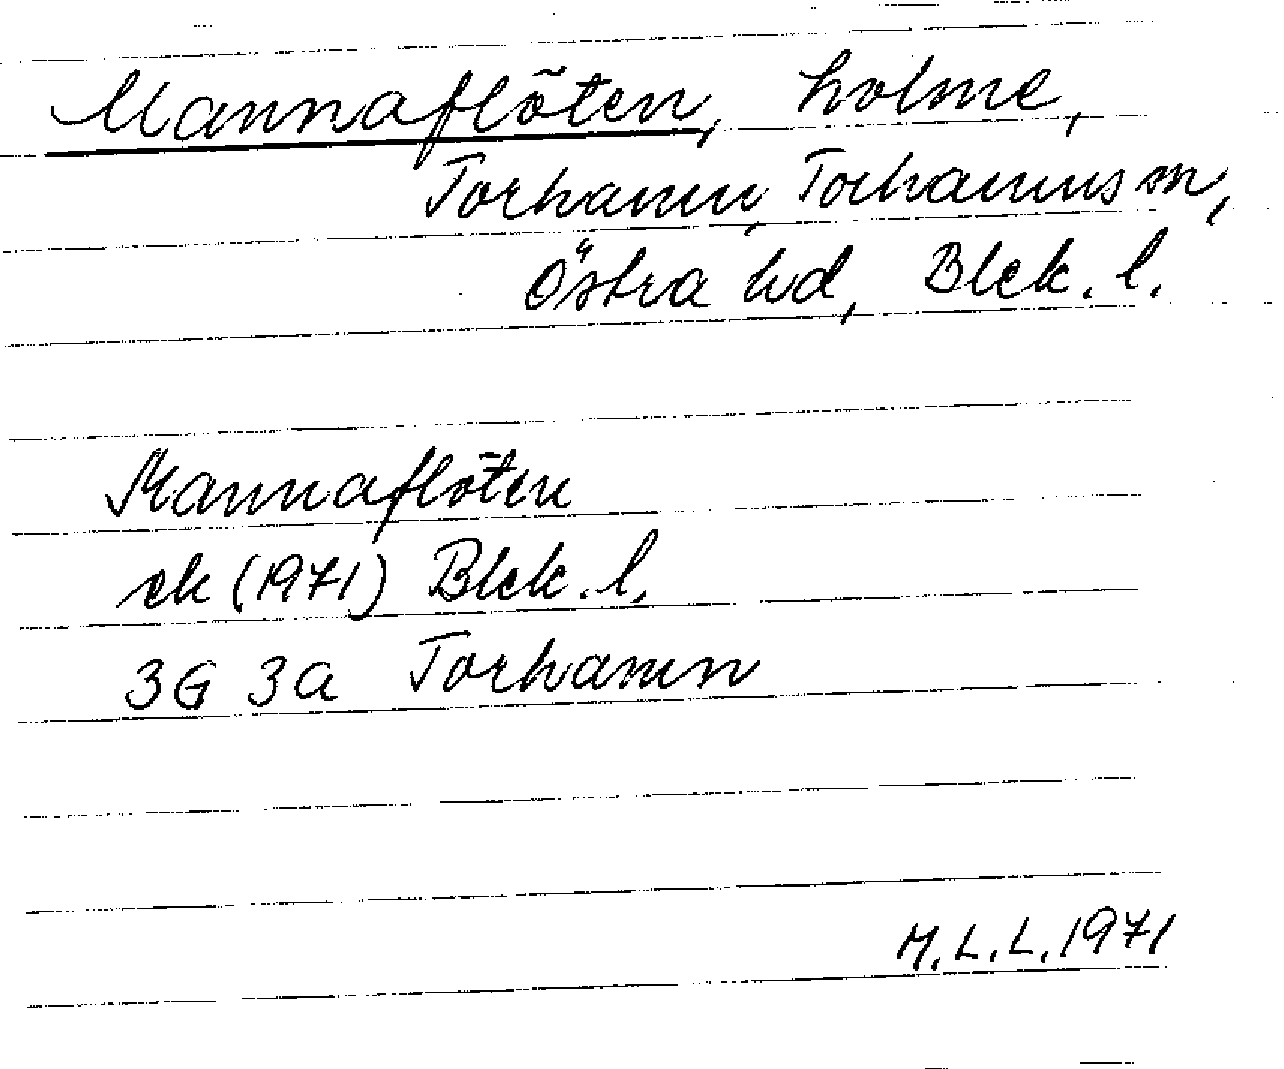 Mannaflöten, holme,
Torhamn, Torhamns sn,
Östra hd, Blek. l.
Mannaflöten
ek (1971) Blek. l.
3G 3a Torhamn
M.L.L. 1971